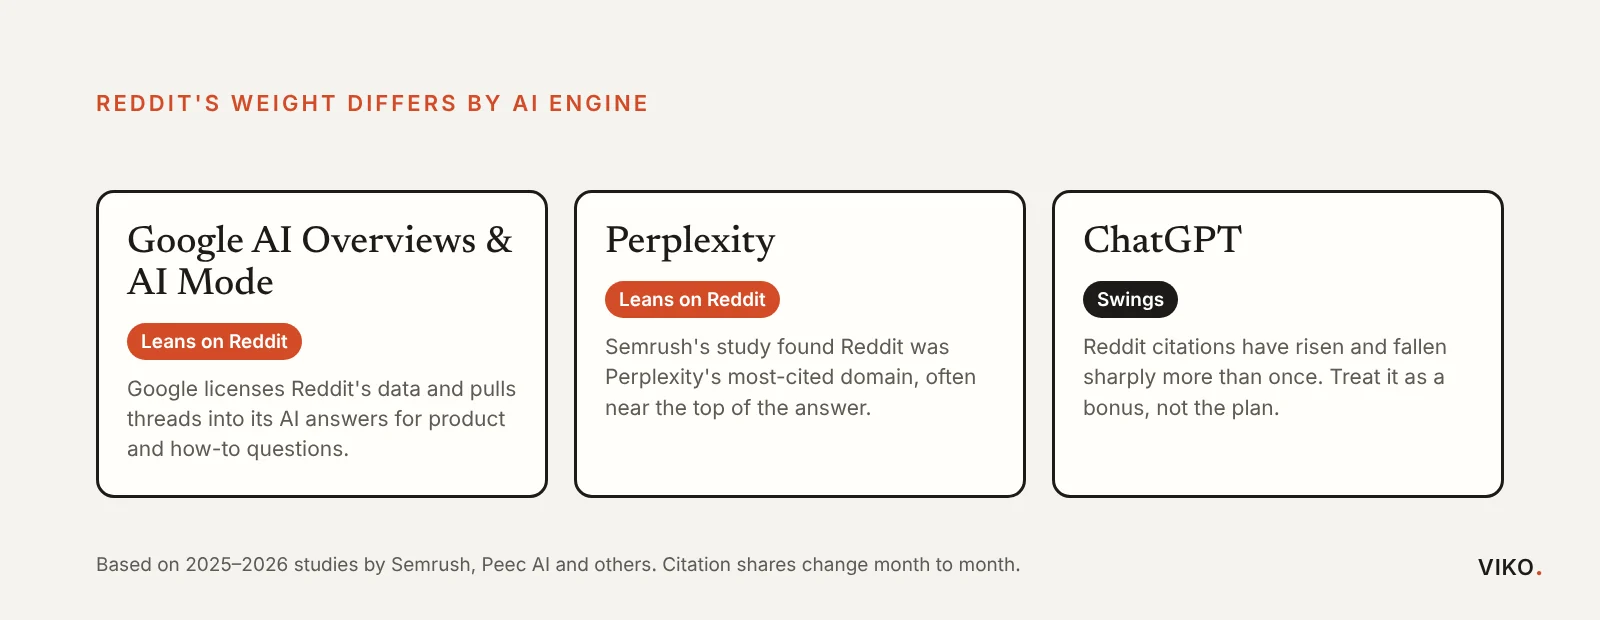 REDDIT'S WEIGHT DIFFERS BY AI ENGINE
Google AI Overviews &
AI Mode
Leans on Reddit
Google licenses Reddit's data and pulls
threads into its AI answers for product
and how-to questions.
Perplexity
Leans on Reddit
Semrush's study found Reddit was
Perplexity's most-cited domain, often
near the top of the answer.
ChatGPT
Swings
Reddit citations have risen and fallen
sharply more than once. Treat it as a
bonus, not the plan.
Based on 2025–2026 studies by Semrush, Peec AI and others. Citation shares change month to month.
VIKO.